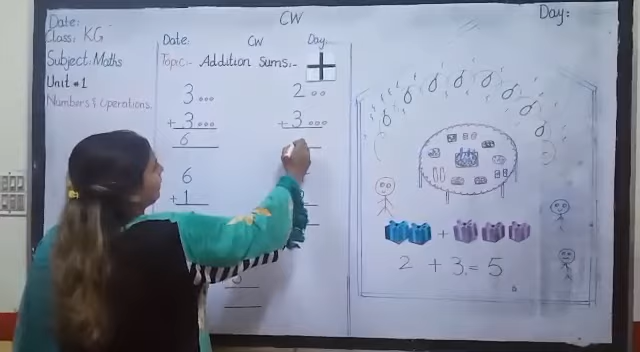 CW
Day:
Date:
Class: KG
Subject: Maths
Unit #1
Numbers & Operations.
Date: CW Day:
Topic:- Addition Sums:- +
3
+ 3
6
2
+ 3
6
+ 1
2 + 3 = 5